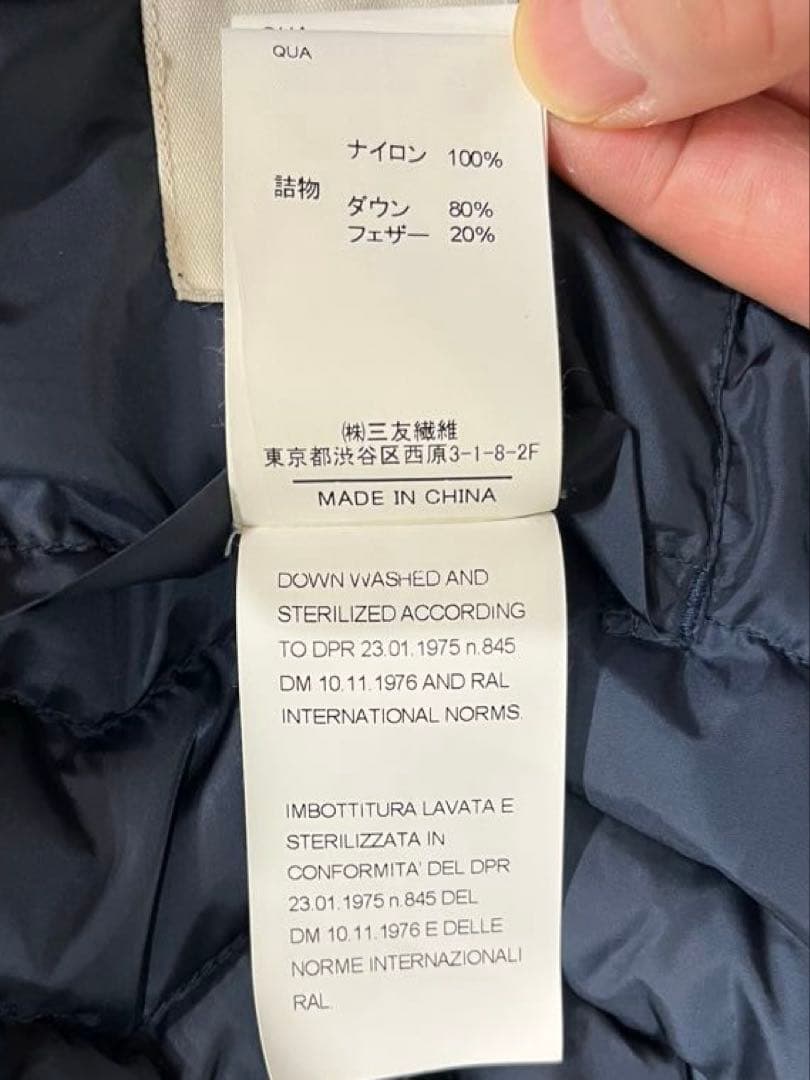 QUA
ナイロン 100%
詰物
ダウン 80%
フェザー 20%
㈱三友繊維
東京都渋谷区西原3-1-8-2F
MADE IN CHINA
DOWN WASHED AND
STERILIZED ACCORDING
TO DPR 23.01.1975 n.845
DM 10.11.1976 AND RAL
INTERNATIONAL NORMS.
IMBOTTITURA LAVATA E
STERILIZZATA IN
CONFORMITA' DEL DPR
23.01.1975 n.845 DEL
DM 10.11.1976 E DELLE
NORME INTERNAZIONALI
RAL.